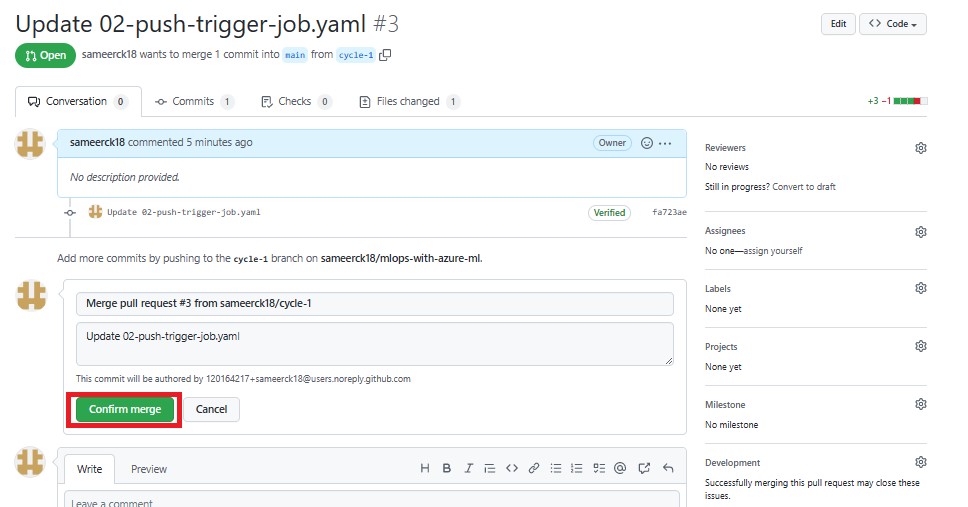 Update 02-push-trigger-job.yaml #3
Edit
<> Code
Open
sameerck18 wants to merge 1 commit into main from cycle-1
Conversation 0
Commits 1
Checks 0
Files changed 1
+3 −1
sameerck18 commented 5 minutes ago
Owner
No description provided.
Update 02-push-trigger-job.yaml
Verified
fa723ae
Add more commits by pushing to the cycle-1 branch on sameerck18/mlops-with-azure-ml.
Merge pull request #3 from sameerck18/cycle-1
Update 02-push-trigger-job.yaml
This commit will be authored by 120164217+sameerck18@users.noreply.github.com
Confirm merge
Cancel
Write
Preview
Leave a comment
Reviewers
No reviews
Still in progress? Convert to draft
Assignees
No one—assign yourself
Labels
None yet
Projects
None yet
Milestone
No milestone
Development
Successfully merging this pull request may close these
issues.